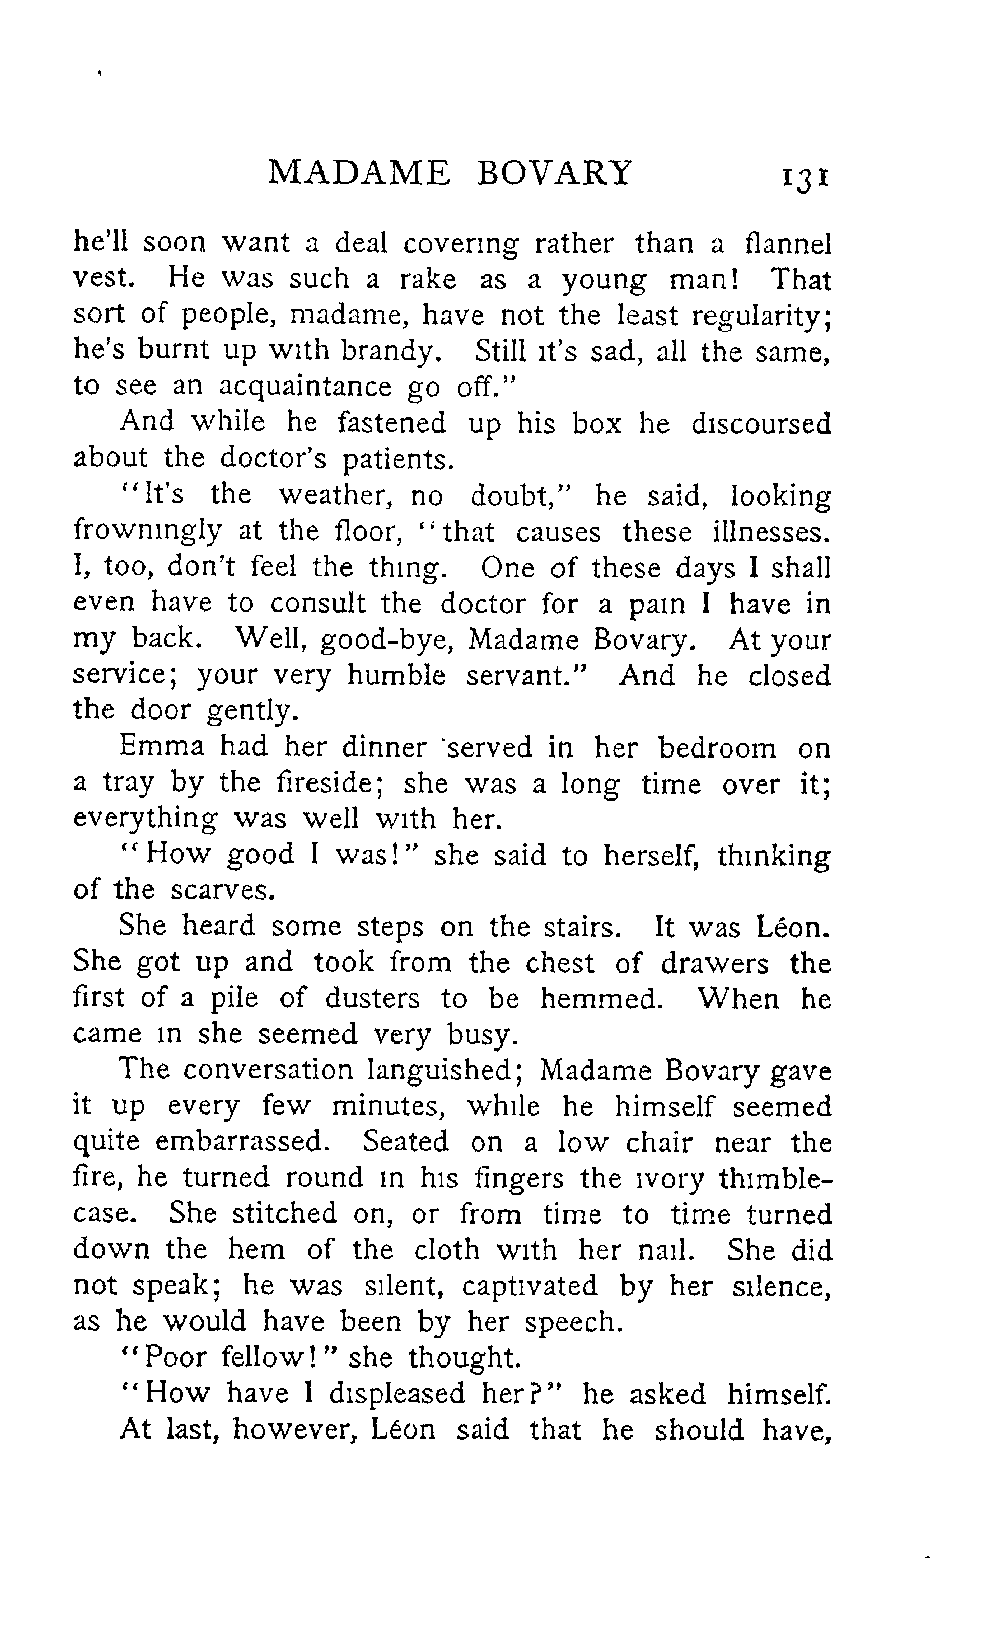 MADAME BOVARY 131
he'll soon want a deal covering rather than a flannel
vest. He was such a rake as a young man! That
sort of people, madame, have not the least regularity;
he's burnt up with brandy. Still it's sad, all the same,
to see an acquaintance go off."
And while he fastened up his box he discoursed
about the doctor's patients.
"It's the weather, no doubt," he said, looking
frowningly at the floor, "that causes these illnesses.
I, too, don't feel the thing. One of these days I shall
even have to consult the doctor for a pain I have in
my back. Well, good-bye, Madame Bovary. At your
service; your very humble servant." And he closed
the door gently.
Emma had her dinner served in her bedroom on
a tray by the fireside; she was a long time over it;
everything was well with her.
"How good I was!" she said to herself, thinking
of the scarves.
She heard some steps on the stairs. It was Léon.
She got up and took from the chest of drawers the
first of a pile of dusters to be hemmed. When he
came in she seemed very busy.
The conversation languished; Madame Bovary gave
it up every few minutes, while he himself seemed
quite embarrassed. Seated on a low chair near the
fire, he turned round in his fingers the ivory thimble-
case. She stitched on, or from time to time turned
down the hem of the cloth with her nail. She did
not speak; he was silent, captivated by her silence,
as he would have been by her speech.
"Poor fellow!" she thought.
"How have I displeased her?" he asked himself.
At last, however, Léon said that he should have,